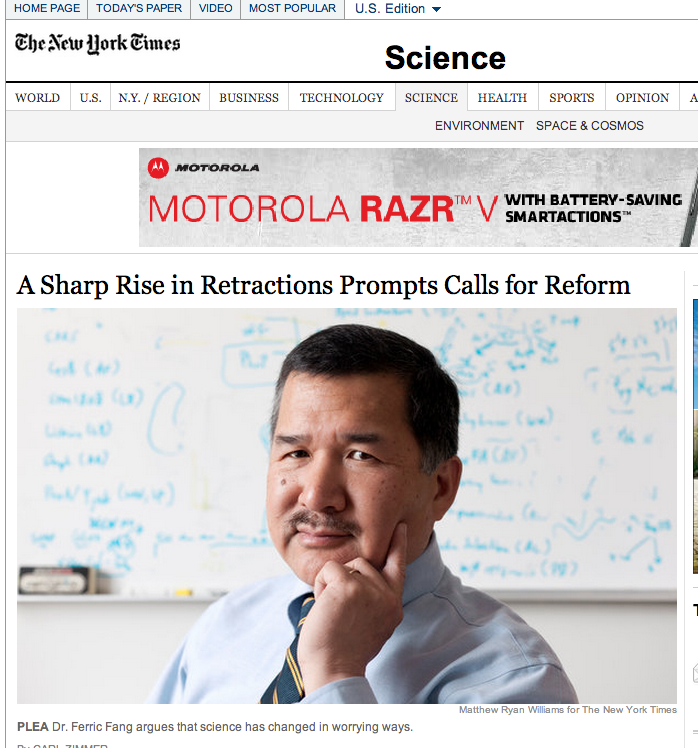 HOME PAGE TODAY'S PAPER VIDEO MOST POPULAR U.S. Edition
The New York Times
Science
WORLD U.S. N.Y. / REGION BUSINESS TECHNOLOGY SCIENCE HEALTH SPORTS OPINION A
ENVIRONMENT SPACE & COSMOS
MOTOROLA
MOTOROLA RAZR™ V WITH BATTERY-SAVING
SMARTACTIONS™
A Sharp Rise in Retractions Prompts Calls for Reform
Matthew Ryan Williams for The New York Times
PLEA Dr. Ferric Fang argues that science has changed in worrying ways.
By CARL ZIMMER